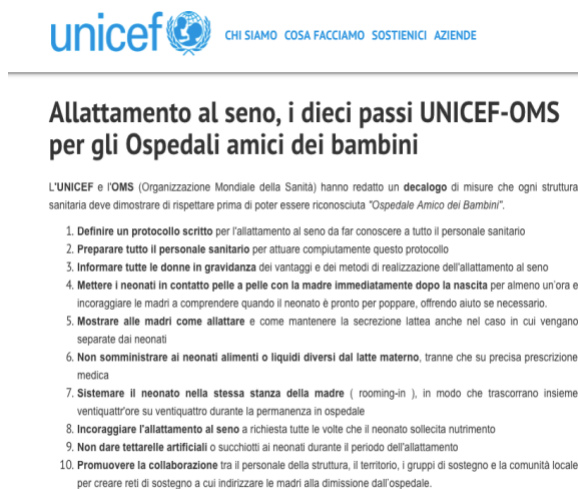 unicef
CHI SIAMO COSA FACCIAMO SOSTIENICI AZIENDE
Allattamento al seno, i dieci passi UNICEF-OMS
per gli Ospedali amici dei bambini
L'UNICEF e l'OMS (Organizzazione Mondiale della Sanità) hanno redatto un decalogo di misure che ogni struttura
sanitaria deve dimostrare di rispettare prima di poter essere riconosciuta "Ospedale Amico dei Bambini".
1. Definire un protocollo scritto per l'allattamento al seno da far conoscere a tutto il personale sanitario
2. Preparare tutto il personale sanitario per attuare compiutamente questo protocollo
3. Informare tutte le donne in gravidanza dei vantaggi e dei metodi di realizzazione dell'allattamento al seno
4. Mettere i neonati in contatto pelle a pelle con la madre immediatamente dopo la nascita per almeno un'ora e
incoraggiare le madri a comprendere quando il neonato è pronto per poppare, offrendo aiuto se necessario.
5. Mostrare alle madri come allattare e come mantenere la secrezione lattea anche nel caso in cui vengano
separate dai neonati
6. Non somministrare ai neonati alimenti o liquidi diversi dal latte materno, tranne che su precisa prescrizione
medica
7. Sistemare il neonato nella stessa stanza della madre ( rooming-in ), in modo che trascorrano insieme
ventiquattr'ore su ventiquattro durante la permanenza in ospedale
8. Incoraggiare l'allattamento al seno a richiesta tutte le volte che il neonato sollecita nutrimento
9. Non dare tettarelle artificiali o succhiotti ai neonati durante il periodo dell'allattamento
10. Promuovere la collaborazione tra il personale della struttura, il territorio, i gruppi di sostegno e la comunità locale
per creare reti di sostegno a cui indirizzare le madri alla dimissione dall'ospedale.